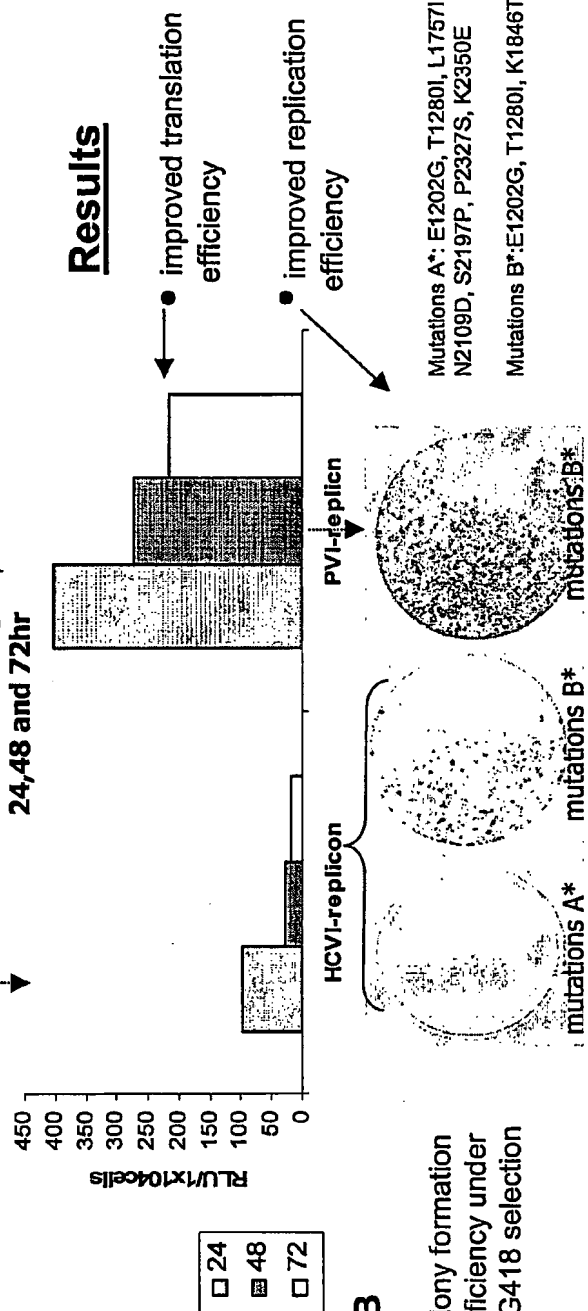 24,48 and 72hr
Results
RLU/1x104cells
450
400
350
300
250
200
150
100
50
0
24
48
72
improved translation
efficiency
improved replication
efficiency
HCVI-replicon
PVI-replicn
B
ony formation
ficiency under
G418 selection
mutations A*
mutations B*
mutations B*
Mutations A*: E1202G, T1280I, L1757I
N2109D, S2197P, P2327S, K2350E
Mutations B*:E1202G, T1280I, K1846T